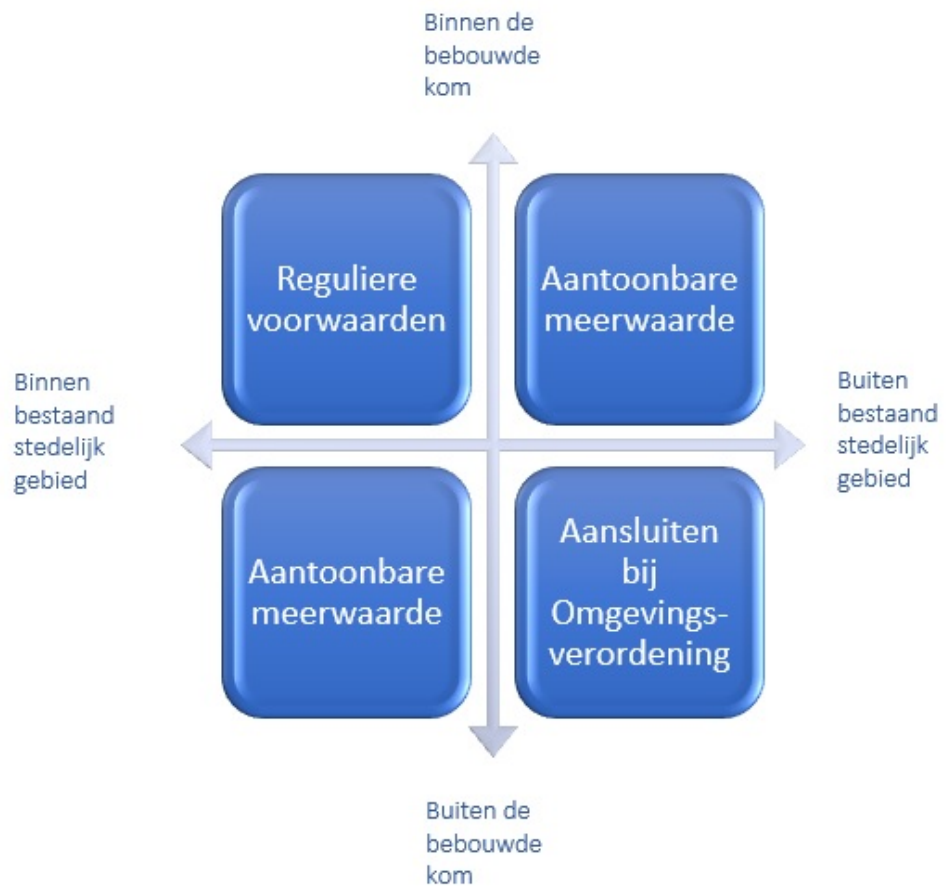 Binnen de
bebouwde
kom
Reguliere
voorwaarden
Aantoonbare
meerwaarde
Binnen
bestaand
stedelijk
gebied
Buiten
bestaand
stedelijk
gebied
Aantoonbare
meerwaarde
Aansluiten
bij
Omgevings-
verordening
Buiten de
bebouwde
kom